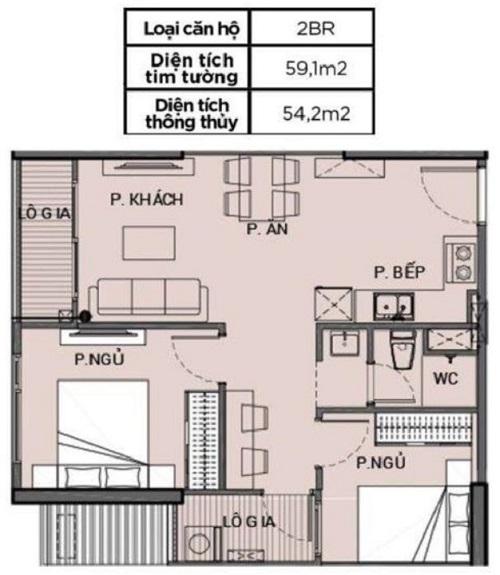 Loại căn hộ 2BR
Diện tích
tim tường 59,1m2
Diện tích
thông thủy 54,2m2
LÔ GIA
P. KHÁCH
P. ĂN
P. BẾP
P.NGỦ
WC
P.NGỦ
LÔ GIA